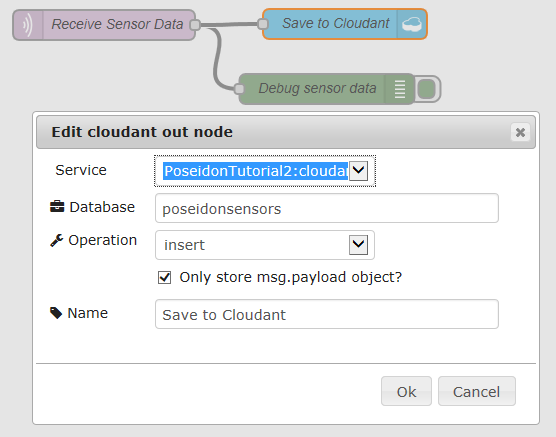 Receive Sensor Data
Save to Cloudant
Debug sensor data
Edit cloudant out node
Service
PoseidonTutorial2:cloudan
Database
poseidonsensors
Operation
insert
Only store msg.payload object?
Name
Save to Cloudant
Ok
Cancel